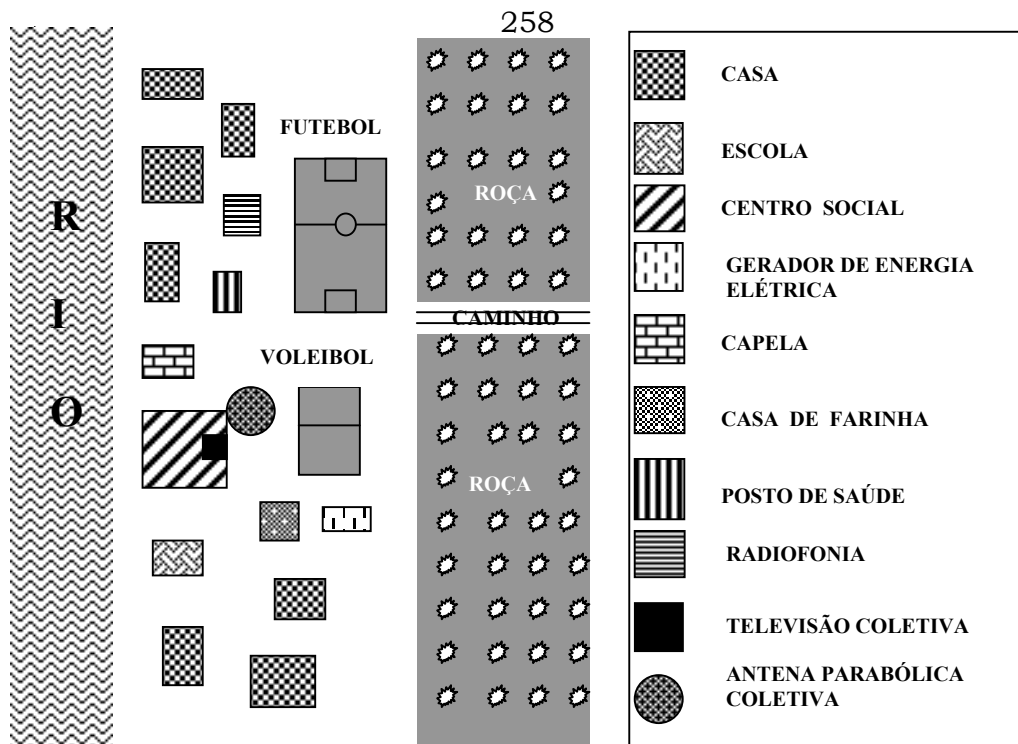 258
RIO
FUTEBOL
ROÇA
CAMINHO
VOLEIBOL
ROÇA
CASA
ESCOLA
CENTRO SOCIAL
GERADOR DE ENERGIA
ELÉTRICA
CAPELA
CASA DE FARINHA
POSTO DE SAÚDE
RADIOFONIA
TELEVISÃO COLETIVA
ANTENA PARABÓLICA
COLETIVA